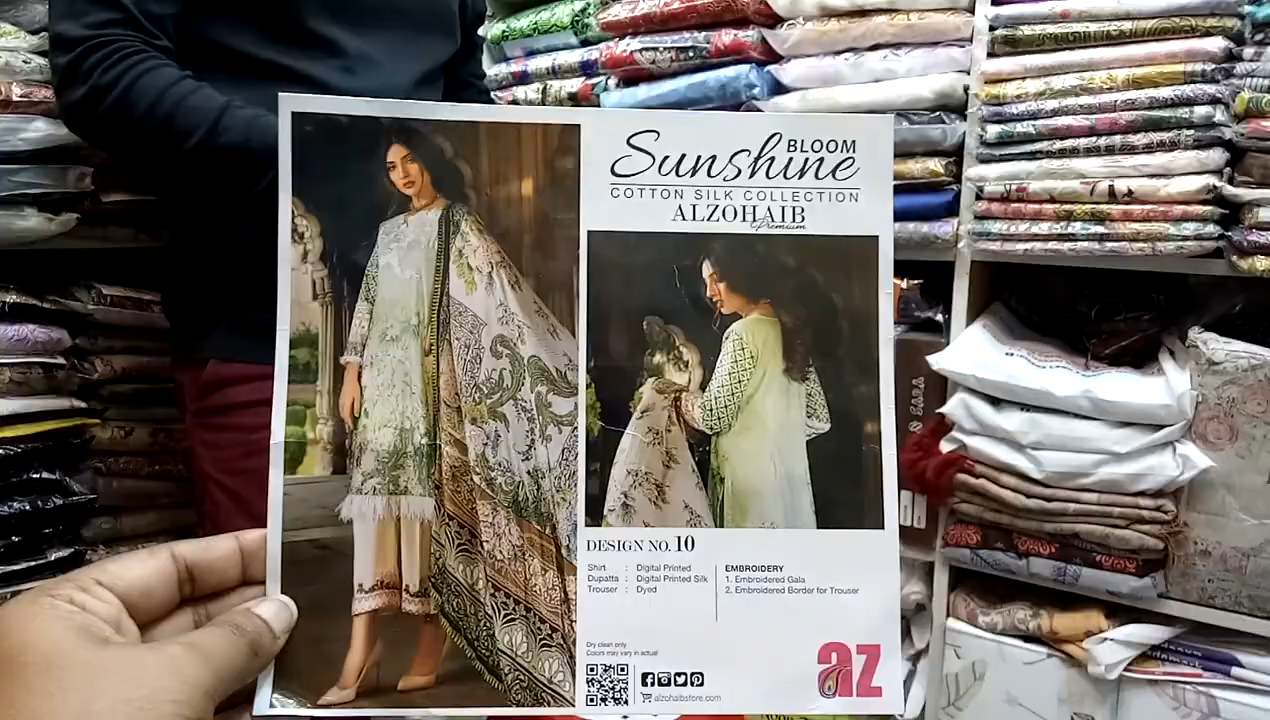 BLOOM
Sunshine
COTTON SILK COLLECTION
ALZOHAIB
Premium
DESIGN NO. 10
Shirt : Digital Printed
Dupatta : Digital Printed Silk
Trouser : Dyed
EMBROIDERY
1. Embroidered Gala
2. Embroidered Border for Trouser
Dry clean only
Colors may vary in actual
alzohaibstore.com
az
SARA